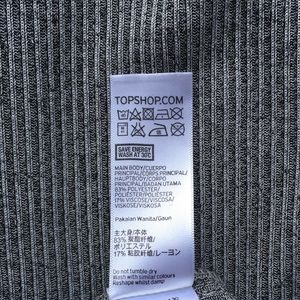 TOPSHOP.COM
SAVE ENERGY
WASH AT 30°C
MAIN BODY/CUERPO
PRINCIPAL/CORPS PRINCIPAL/
HAUPTBODY/CORPO
PRINCIPAL/BADAN UTAMA
83% POLYESTER/
POLIESTER/POLYESTER/
17% VISCOSE/VISCOSA/
VISKOSE/VISKOSE
Pakaian Wanita/Gaun
主大身/本体
83% 聚酯纤维/
ポリエステル
17% 粘胶纤维/レーヨン
Do not tumble-dry
Wash with similar colours
Reshape whilst damp